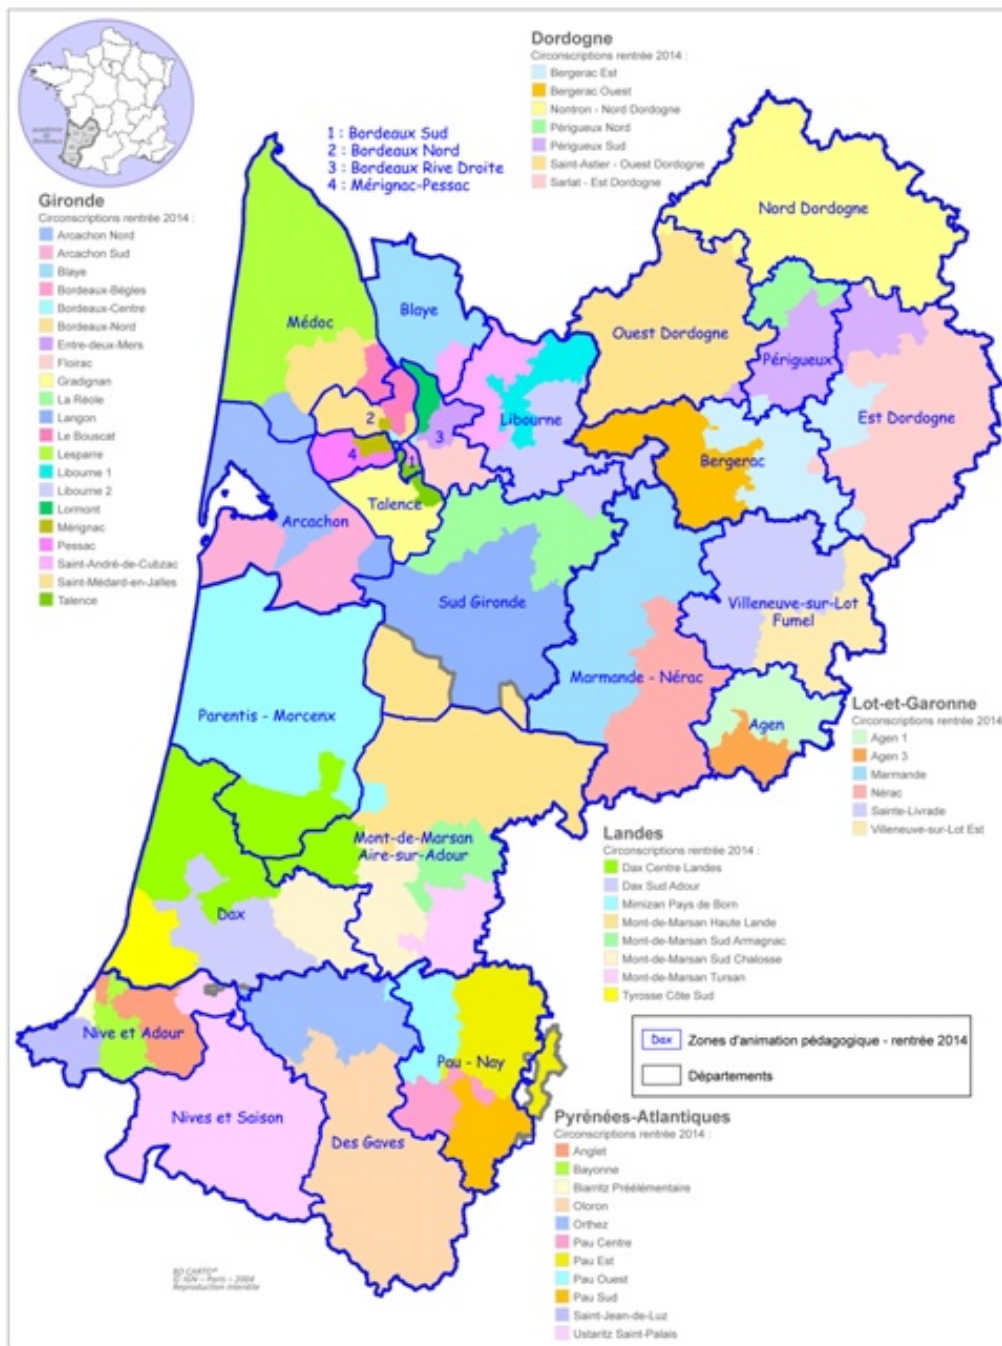 ACADÉMIE
DE
Bordeaux
Dordogne
Circonscriptions rentrée 2014 :
Bergerac Est
Bergerac Ouest
Nontron - Nord Dordogne
Périgueux Nord
Périgueux Sud
Saint-Astier - Ouest Dordogne
Sarlat - Est Dordogne
1 : Bordeaux Sud
2 : Bordeaux Nord
3 : Bordeaux Rive Droite
4 : Mérignac-Pessac
Gironde
Circonscriptions rentrée 2014 :
Arcachon Nord
Arcachon Sud
Blaye
Bordeaux-Bègles
Bordeaux-Centre
Bordeaux-Nord
Entre-deux-Mers
Floirac
Gradignan
La Réole
Langon
Le Bouscat
Lesparre
Libourne 1
Libourne 2
Lormont
Mérignac
Pessac
Saint-André-de-Cubzac
Saint-Médard-en-Jalles
Talence
Nord Dordogne
Médoc
Blaye
Ouest Dordogne
Périgueux
2
3
Libourne
Est Dordogne
4
1
Bergerac
Talence
Arcachon
Sud Gironde
Villeneuve-sur-Lot
Fumel
Marmande - Nérac
Parentis - Morcenx
Agen
Mont-de-Marsan
Aire-sur-Adour
Dax
Nive et Adour
Pau - Nay
Nives et Saison
Des Gaves
Lot-et-Garonne
Circonscriptions rentrée 2014
Agen 1
Agen 3
Marmande
Nérac
Sainte-Livrade
Villeneuve-sur-Lot Est
Landes
Circonscriptions rentrée 2014 :
Dax Centre Landes
Dax Sud Adour
Mimizan Pays de Born
Mont-de-Marsan Haute Lande
Mont-de-Marsan Sud Armagnac
Mont-de-Marsan Sud Chalosse
Mont-de-Marsan Tursan
Tyrosse Côte Sud
Dax Zones d'animation pédagogique - rentrée 2014
Départements
Pyrénées-Atlantiques
Circonscriptions rentrée 2014 :
Anglet
Bayonne
Biarritz Préélémentaire
Oloron
Orthez
Pau Centre
Pau Est
Pau Ouest
Pau Sud
Saint-Jean-de-Luz
Ustaritz Saint-Palais
BD CARTO®
© IGN - Paris - 2004
Reproduction interdite